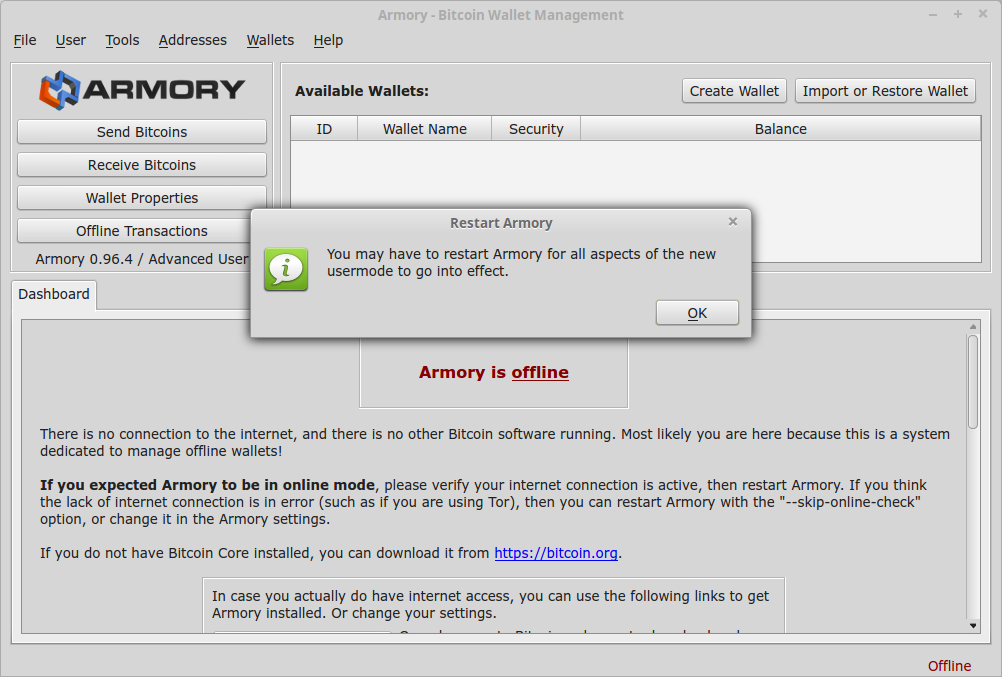 Armory - Bitcoin Wallet Management
File User Tools Addresses Wallets Help
ARMORY
Send Bitcoins
Receive Bitcoins
Wallet Properties
Offline Transactions
Armory 0.96.4 / Advanced User
Available Wallets:
Create Wallet
Import or Restore Wallet
ID Wallet Name Security Balance
Restart Armory
You may have to restart Armory for all aspects of the new
usermode to go into effect.
OK
Dashboard
Armory is offline
There is no connection to the internet, and there is no other Bitcoin software running. Most likely you are here because this is a system
dedicated to manage offline wallets!
If you expected Armory to be in online mode, please verify your internet connection is active, then restart Armory. If you think
the lack of internet connection is in error (such as if you are using Tor), then you can restart Armory with the "--skip-online-check"
option, or change it in the Armory settings.
If you do not have Bitcoin Core installed, you can download it from https://bitcoin.org.
In case you actually do have internet access, you can use the following links to get
Armory installed. Or change your settings.
Offline